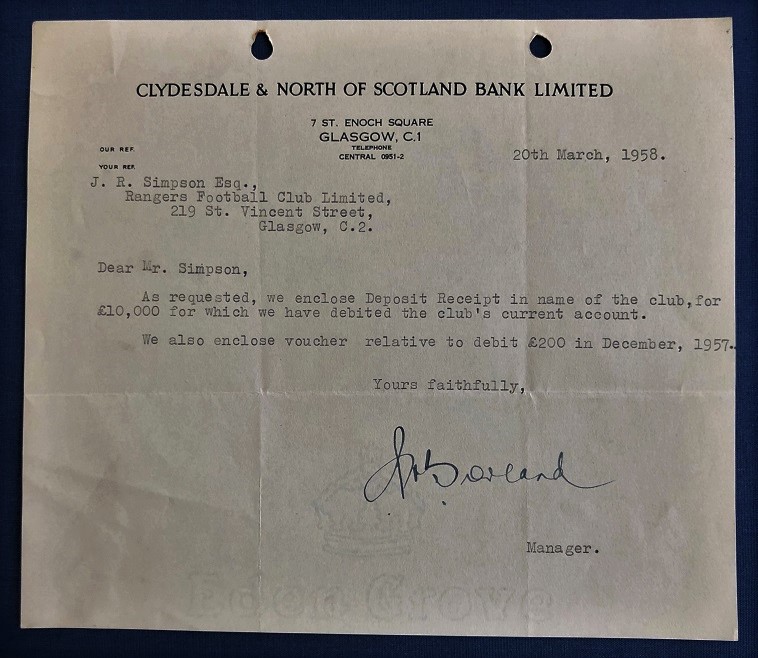 CLYDESDALE & NORTH OF SCOTLAND BANK LIMITED
7 ST. ENOCH SQUARE
GLASGOW, C.1
TELEPHONE
CENTRAL 0951-2
OUR REF.
YOUR REF.
20th March, 1958.
J. R. Simpson Esq.,
Rangers Football Club Limited,
219 St. Vincent Street,
Glasgow, C.2.
Dear Mr. Simpson,
As requested, we enclose Deposit Receipt in name of the club,for
£10,000 for which we have debited the club's current account.
We also enclose voucher relative to debit £200 in December, 1957.
Yours faithfully,
Manager.
Eden Grove